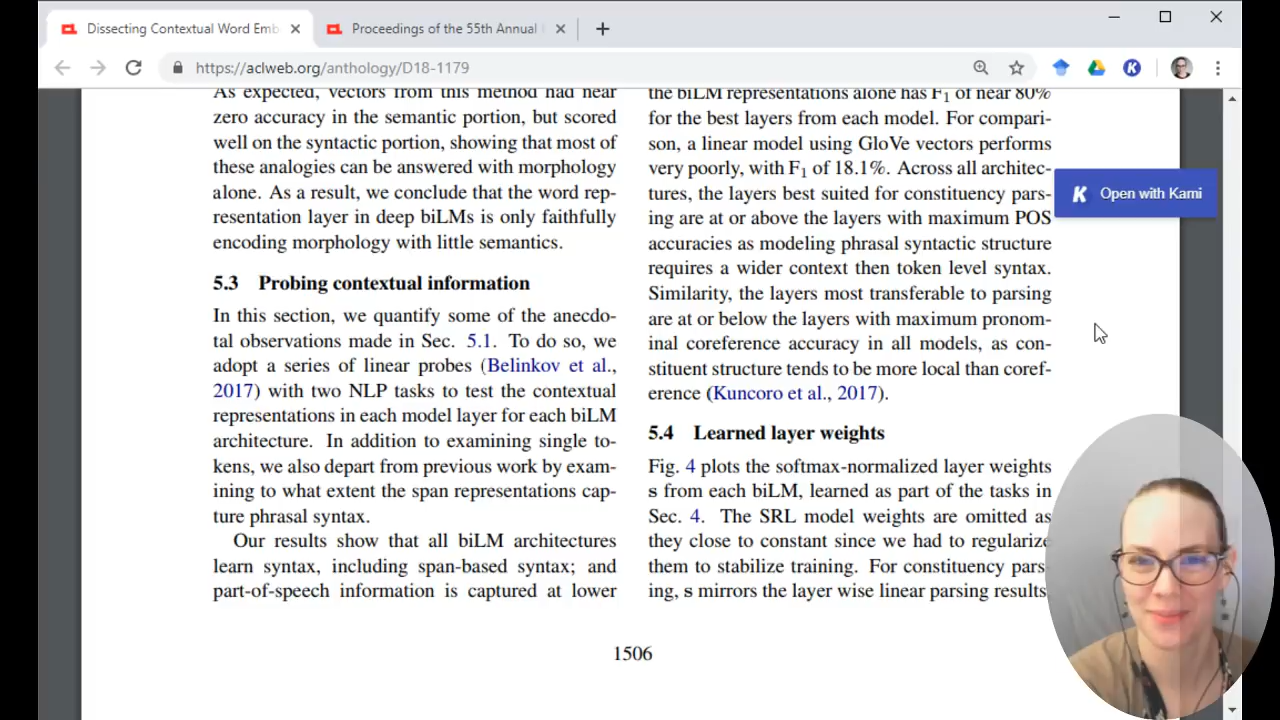 Dissecting Contextual Word Emb
Proceedings of the 55th Annual
https://aclweb.org/anthology/D18-1179
As expected, vectors from this method had near
zero accuracy in the semantic portion, but scored
well on the syntactic portion, showing that most of
these analogies can be answered with morphology
alone. As a result, we conclude that the word rep-
resentation layer in deep biLMs is only faithfully
encoding morphology with little semantics.
5.3 Probing contextual information
In this section, we quantify some of the anecdo-
tal observations made in Sec. 5.1. To do so, we
adopt a series of linear probes (Belinkov et al.,
2017) with two NLP tasks to test the contextual
representations in each model layer for each biLM
architecture. In addition to examining single to-
kens, we also depart from previous work by exam-
ining to what extent the span representations cap-
ture phrasal syntax.
Our results show that all biLM architectures
learn syntax, including span-based syntax; and
part-of-speech information is captured at lower
the biLM representations alone has F1 of near 80%
for the best layers from each model. For compari-
son, a linear model using GloVe vectors performs
very poorly, with F1 of 18.1%. Across all architec-
tures, the layers best suited for constituency pars-
ing are at or above the layers with maximum POS
accuracies as modeling phrasal syntactic structure
requires a wider context then token level syntax.
Similarity, the layers most transferable to parsing
are at or below the layers with maximum pronom-
inal coreference accuracy in all models, as con-
stituent structure tends to be more local than coref-
erence (Kuncoro et al., 2017).
5.4 Learned layer weights
Fig. 4 plots the softmax-normalized layer weights
s from each biLM, learned as part of the tasks in
Sec. 4. The SRL model weights are omitted as
they close to constant since we had to regularize
them to stabilize training. For constituency pars-
ing, s mirrors the layer wise linear parsing results,
1506
K Open with Kami